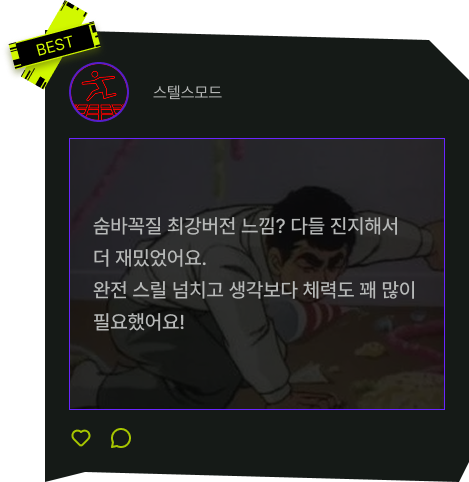 BEST
스텔스모드
숨바꼭질 최강버전 느낌? 다들 진지해서
더 재밌었어요.
완전 스릴 넘치고 생각보다 체력도 꽤 많이
필요했어요!